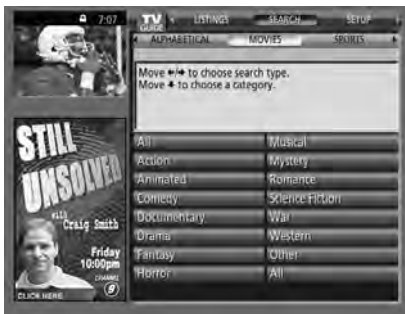 7:07
TV GUIDE LISTINGS SEARCH SETUP
ALPHABETICAL MOVIES SPORTS
Move ←/→ to choose search type.
Move ↓ to choose a category.
All Musical
Action Mystery
Animated Romance
Comedy Science Fiction
Documentary War
Drama Western
Fantasy Other
Horror All
STILL
UNSOLVED
with
Craig Smith
Friday
10:00pm
CHANNEL
9
CLICK HERE